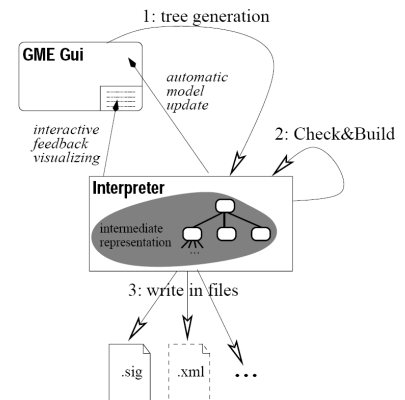 1: tree generation
GME Gui
automatic
model
update
interactive
feedback
visualizing
2: Check&Build
Interpreter
intermediate
representation
...
3: write in files
.sig
.xml
...